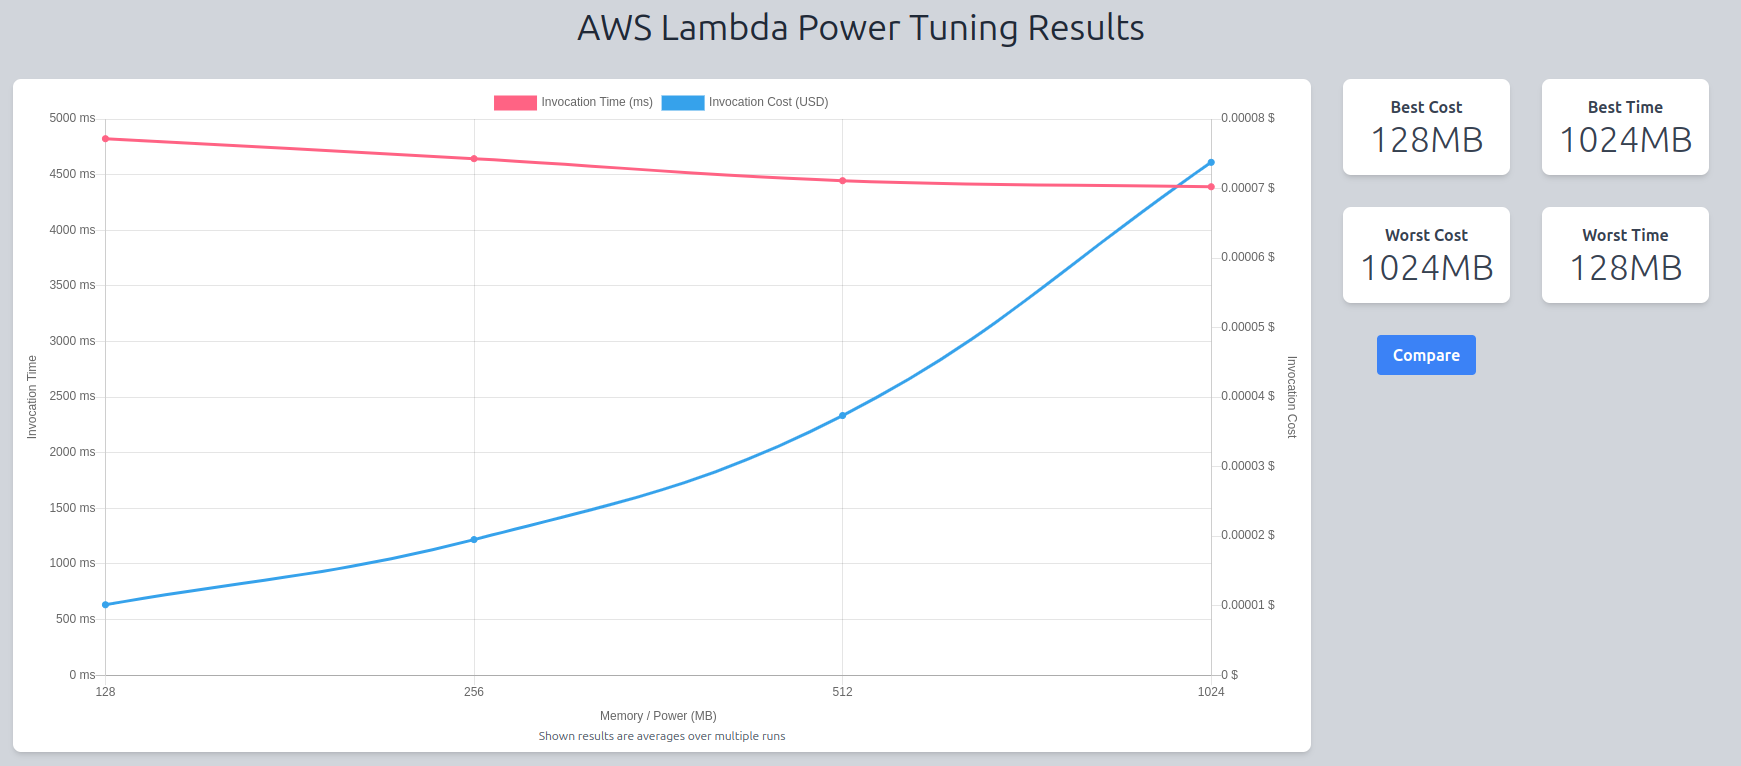 AWS Lambda Power Tuning Results
Invocation Time (ms) Invocation Cost (USD)
5000 ms
4500 ms
4000 ms
3500 ms
3000 ms
2500 ms
2000 ms
1500 ms
1000 ms
500 ms
0 ms
Invocation Time
0.00008 $
0.00007 $
0.00006 $
0.00005 $
0.00004 $
0.00003 $
0.00002 $
0.00001 $
0 $
Invocation Cost
128 256 512 1024
Memory / Power (MB)
Shown results are averages over multiple runs
Best Cost
128MB
Best Time
1024MB
Worst Cost
1024MB
Worst Time
128MB
Compare